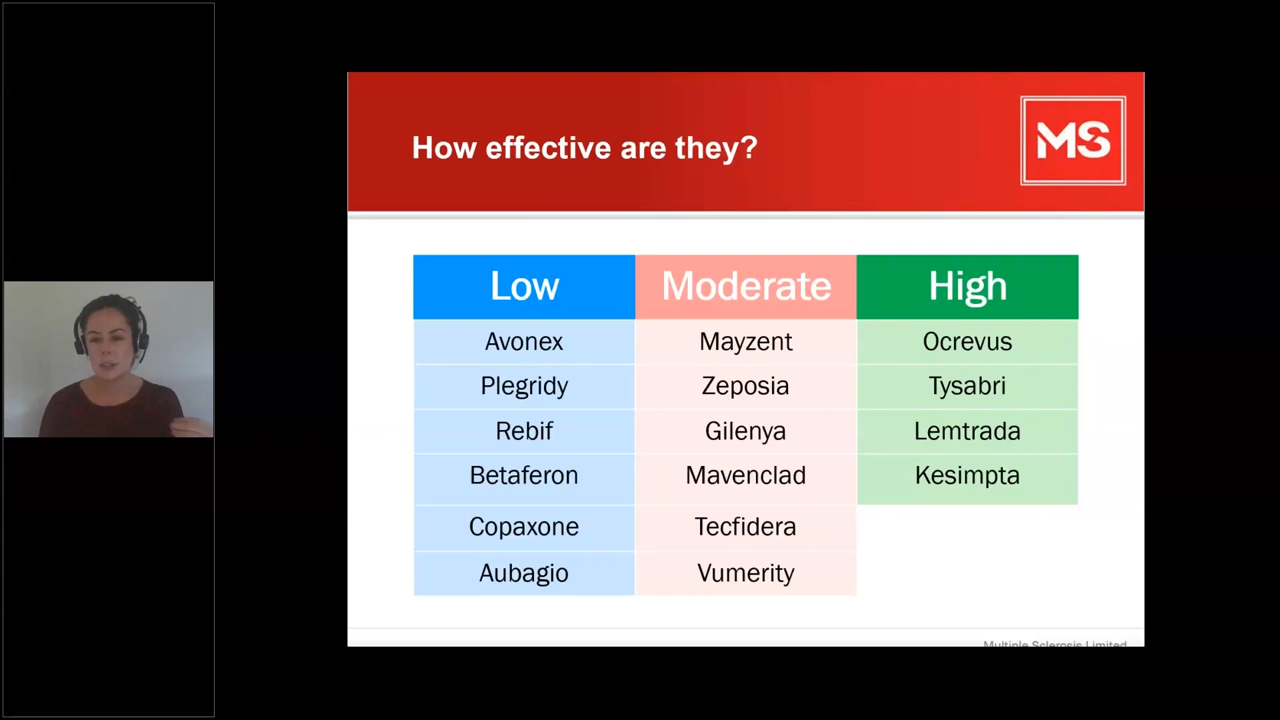 How effective are they?
MS
Low Moderate High
Avonex Mayzent Ocrevus
Plegridy Zeposia Tysabri
Rebif Gilenya Lemtrada
Betaferon Mavenclad Kesimpta
Copaxone Tecfidera
Aubagio Vumerity
Multiple Sclerosis Limited